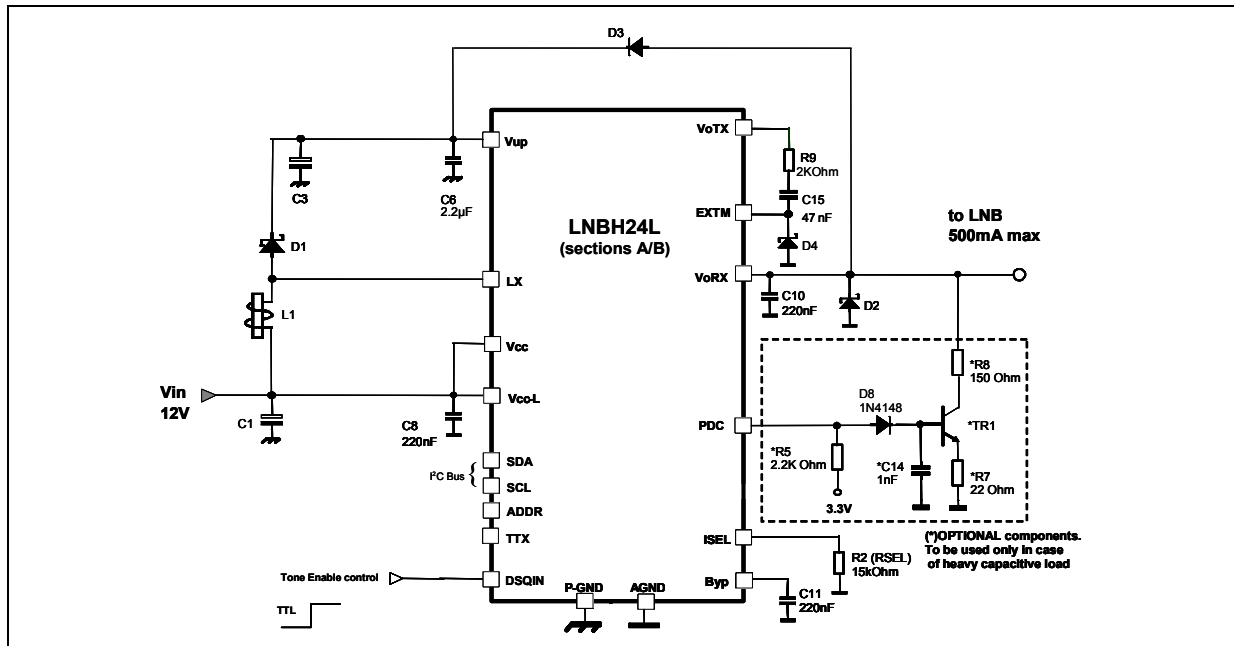 D3
VoTX
Vup
R9
2KOhm
C3
C6
2.2µF
C15
47 nF
LNBH24L
(sections A/B)
EXTM
to LNB
500mA max
D1
D4
VoRX
LX
C10
220nF
D2
L1
Vcc
*R8
150 Ohm
Vin
12V
Vcc-L
D8
1N4148
C1
C8
220nF
PDC
*TR1
*R5
2.2K Ohm
*C14
1nF
*R7
22 Ohm
SDA
I²C Bus {
SCL
3.3V
ADDR
TTX
ISEL
(*)OPTIONAL components.
To be used only in case
of heavy capacitive load
R2 (RSEL)
15kOhm
Tone Enable control
DSQIN
P-GND
AGND
Byp
C11
220nF
TTL